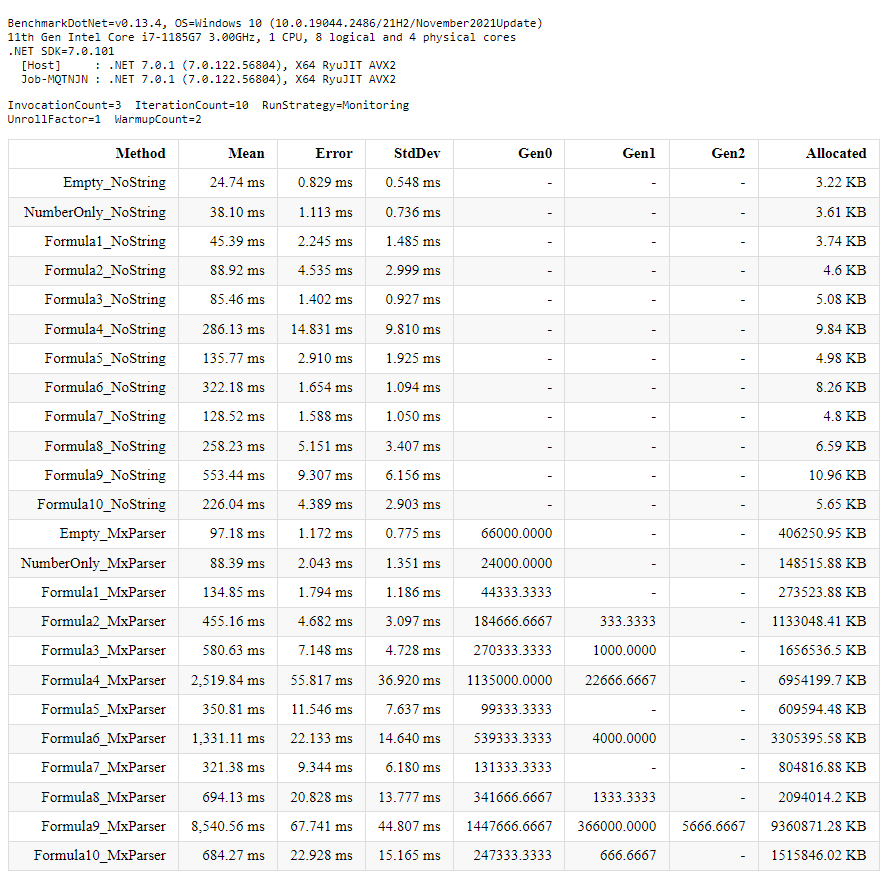 BenchmarkDotNet=v0.13.4, OS=Windows 10 (10.0.19044.2486/21H2/November2021Update)
11th Gen Intel Core i7-1185G7 3.00GHz, 1 CPU, 8 logical and 4 physical cores
.NET SDK=7.0.101
[Host]     : .NET 7.0.1 (7.0.122.56804), X64 RyuJIT AVX2
Job-MQTNJN : .NET 7.0.1 (7.0.122.56804), X64 RyuJIT AVX2
InvocationCount=3  IterationCount=10  RunStrategy=Monitoring
UnrollFactor=1  WarmupCount=2
Method Mean Error StdDev Gen0 Gen1 Gen2 Allocated
Empty_NoString 24.74 ms 0.829 ms 0.548 ms - - - 3.22 KB
NumberOnly_NoString 38.10 ms 1.113 ms 0.736 ms - - - 3.61 KB
Formula1_NoString 45.39 ms 2.245 ms 1.485 ms - - - 3.74 KB
Formula2_NoString 88.92 ms 4.535 ms 2.999 ms - - - 4.6 KB
Formula3_NoString 85.46 ms 1.402 ms 0.927 ms - - - 5.08 KB
Formula4_NoString 286.13 ms 14.831 ms 9.810 ms - - - 9.84 KB
Formula5_NoString 135.77 ms 2.910 ms 1.925 ms - - - 4.98 KB
Formula6_NoString 322.18 ms 1.654 ms 1.094 ms - - - 8.26 KB
Formula7_NoString 128.52 ms 1.588 ms 1.050 ms - - - 4.8 KB
Formula8_NoString 258.23 ms 5.151 ms 3.407 ms - - - 6.59 KB
Formula9_NoString 553.44 ms 9.307 ms 6.156 ms - - - 10.96 KB
Formula10_NoString 226.04 ms 4.389 ms 2.903 ms - - - 5.65 KB
Empty_MxParser 97.18 ms 1.172 ms 0.775 ms 66000.0000 - - 406250.95 KB
NumberOnly_MxParser 88.39 ms 2.043 ms 1.351 ms 24000.0000 - - 148515.88 KB
Formula1_MxParser 134.85 ms 1.794 ms 1.186 ms 44333.3333 - - 273523.88 KB
Formula2_MxParser 455.16 ms 4.682 ms 3.097 ms 184666.6667 333.3333 - 1133048.41 KB
Formula3_MxParser 580.63 ms 7.148 ms 4.728 ms 270333.3333 1000.0000 - 1656536.5 KB
Formula4_MxParser 2,519.84 ms 55.817 ms 36.920 ms 1135000.0000 22666.6667 - 6954199.7 KB
Formula5_MxParser 350.81 ms 11.546 ms 7.637 ms 99333.3333 - - 609594.48 KB
Formula6_MxParser 1,331.11 ms 22.133 ms 14.640 ms 539333.3333 4000.0000 - 3305395.58 KB
Formula7_MxParser 321.38 ms 9.344 ms 6.180 ms 131333.3333 - - 804816.88 KB
Formula8_MxParser 694.13 ms 20.828 ms 13.777 ms 341666.6667 1333.3333 - 2094014.2 KB
Formula9_MxParser 8,540.56 ms 67.741 ms 44.807 ms 1447666.6667 366000.0000 5666.6667 9360871.28 KB
Formula10_MxParser 684.27 ms 22.928 ms 15.165 ms 247333.3333 666.6667 - 1515846.02 KB